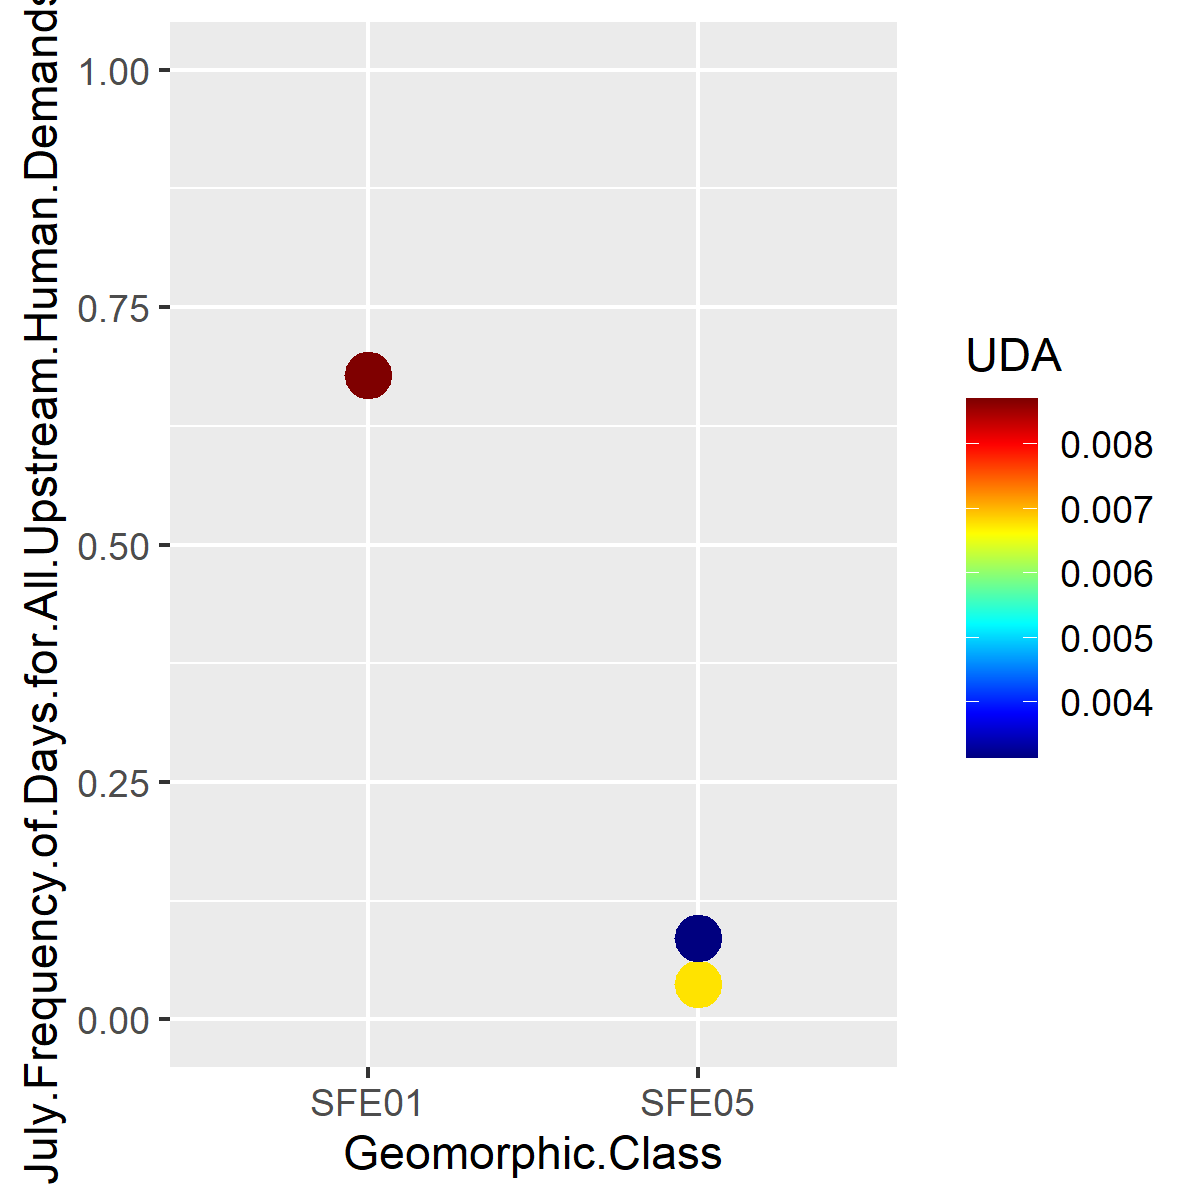 July.Frequency.of.Days.for.All.Upstream.Human.Demands
1.00
0.75
0.50
0.25
0.00
SFE01 SFE05
Geomorphic.Class
UDA
0.008
0.007
0.006
0.005
0.004